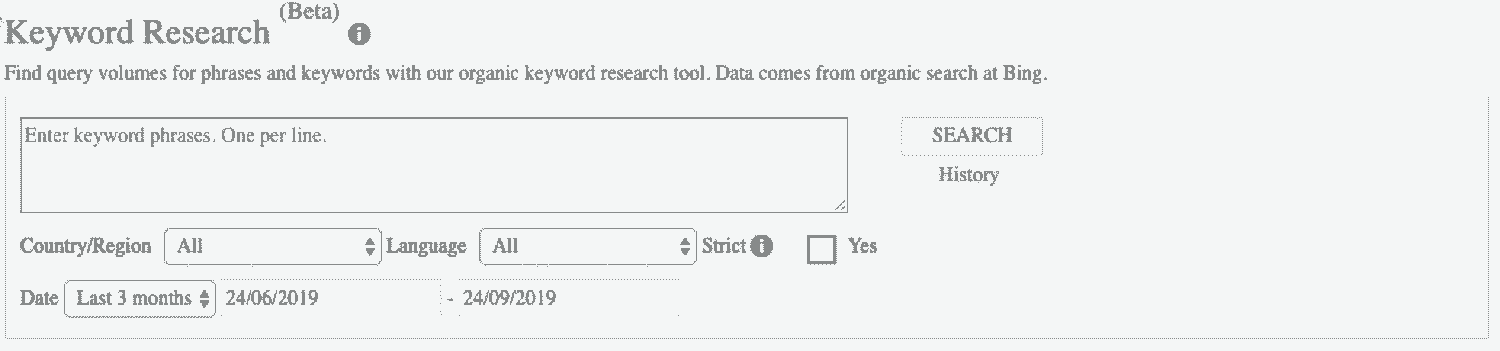 Keyword Research (Beta)
Find query volumes for phrases and keywords with our organic keyword research tool. Data comes from organic search at Bing.
Enter keyword phrases. One per line.
SEARCH
History
Country/Region All Language All Strict Yes
Date Last 3 months 24/06/2019 - 24/09/2019